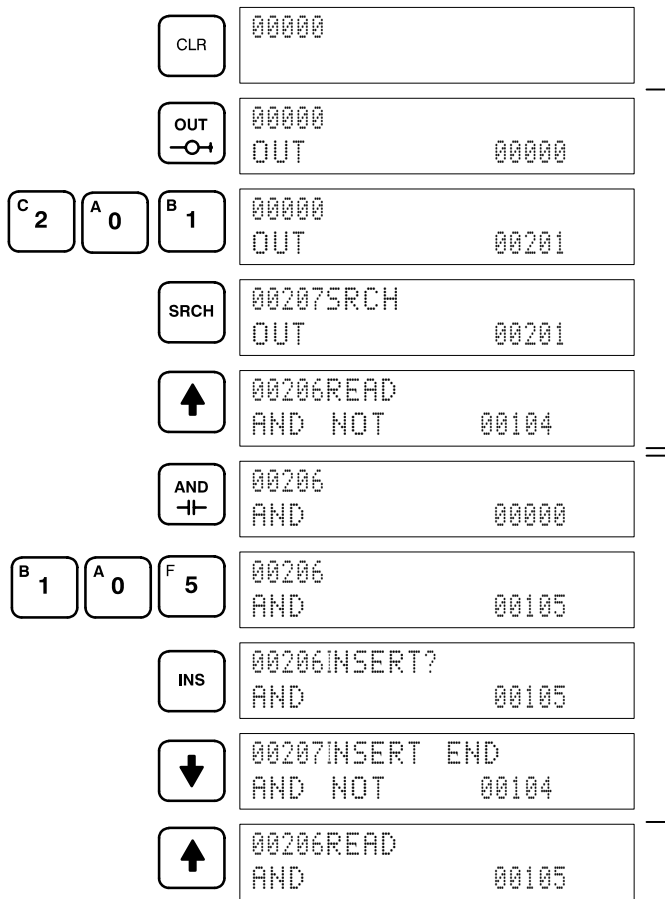 CLR
00000
OUT
00000
OUT 00000
C 2 A 0 B 1
00000
OUT 00201
SRCH
00207SRCH
OUT 00201
00206READ
AND NOT 00104
AND
00206
AND 00000
B 1 A 0 F 5
00206
AND 00105
INS
00206INSERT?
AND 00105
00207INSERT END
AND NOT 00104
00206READ
AND 00105